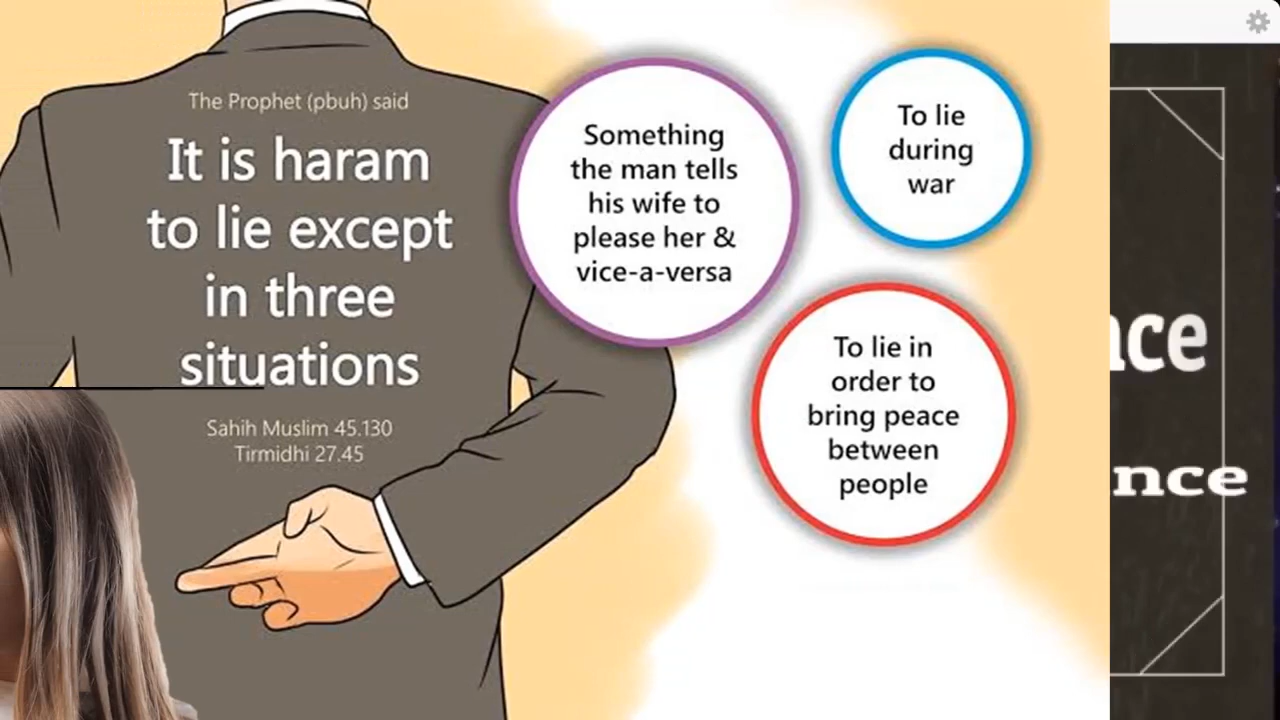 The Prophet (pbuh) said
It is haram
to lie except
in three
situations
Sahih Muslim 45.130
Tirmidhi 27.45
Something
the man tells
his wife to
please her &
vice-a-versa
To lie
during
war
To lie in
order to
bring peace
between
people